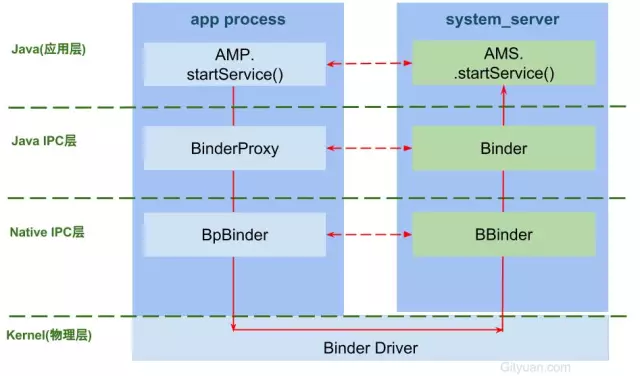 app process
system_server
Java(应用层)
AMP.
startService()
AMS.
.startService()
Java IPC层
BinderProxy
Binder
Native IPC层
BpBinder
BBinder
Kernel(物理层)
Binder Driver
Gityuan.com